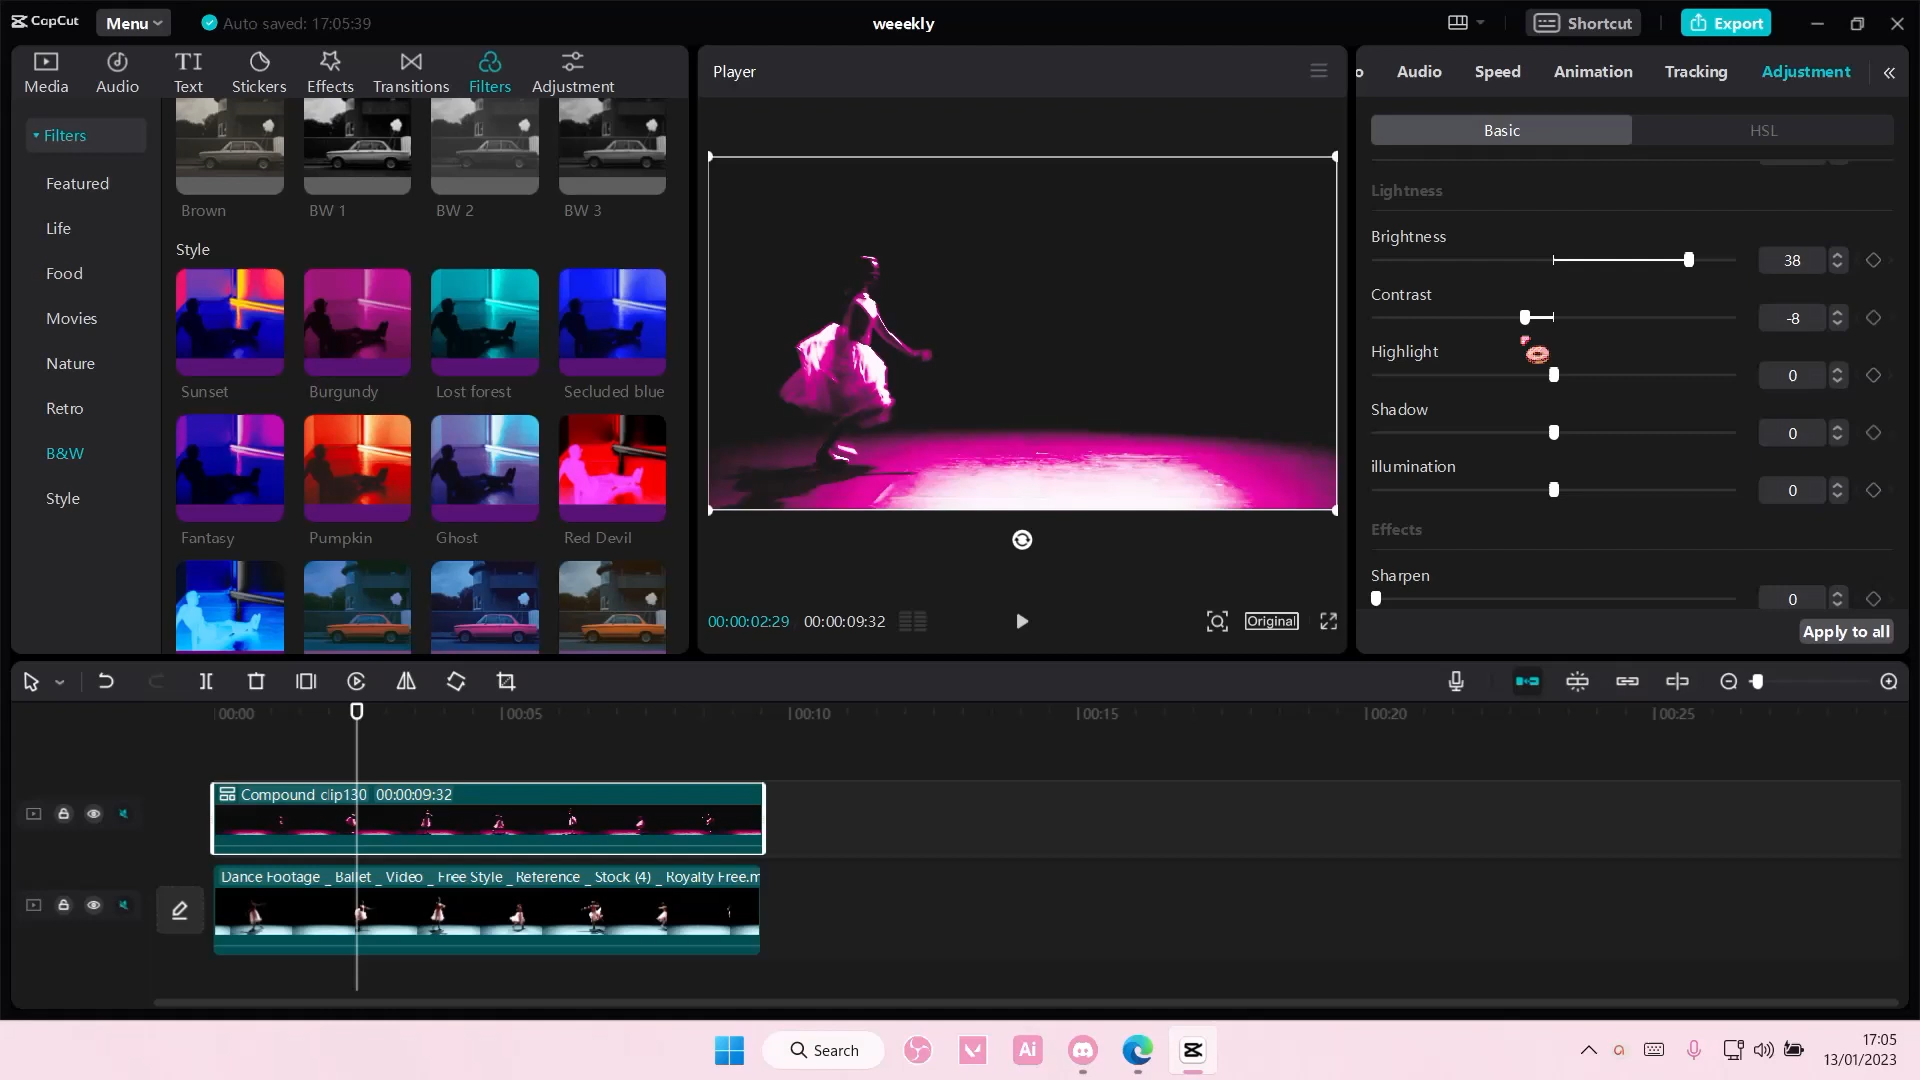 CapCut
Menu
Auto saved: 17:05:39
weeekly
Shortcut
Export
Media
Audio
Text
Stickers
Effects
Transitions
Filters
Adjustment
Filters
Featured
Life
Food
Movies
Nature
Retro
B&W
Style
Brown
BW 1
BW 2
BW 3
Style
Sunset
Burgundy
Lost forest
Secluded blue
Fantasy
Pumpkin
Ghost
Red Devil
Player
00:00:02:29
00:00:09:32
Original
o
Audio
Speed
Animation
Tracking
Adjustment
Basic
HSL
Lightness
Brightness
38
Contrast
-8
Highlight
0
Shadow
0
illumination
0
Effects
Sharpen
0
Apply to all
00:00
00:05
00:10
00:15
00:20
00:25
Compound clip130 00:00:09:32
Dance Footage _ Ballet _ Video _ Free Style _ Reference _ Stock (4) _ Royalty Free.m
Search
Ai
17:05
13/01/2023